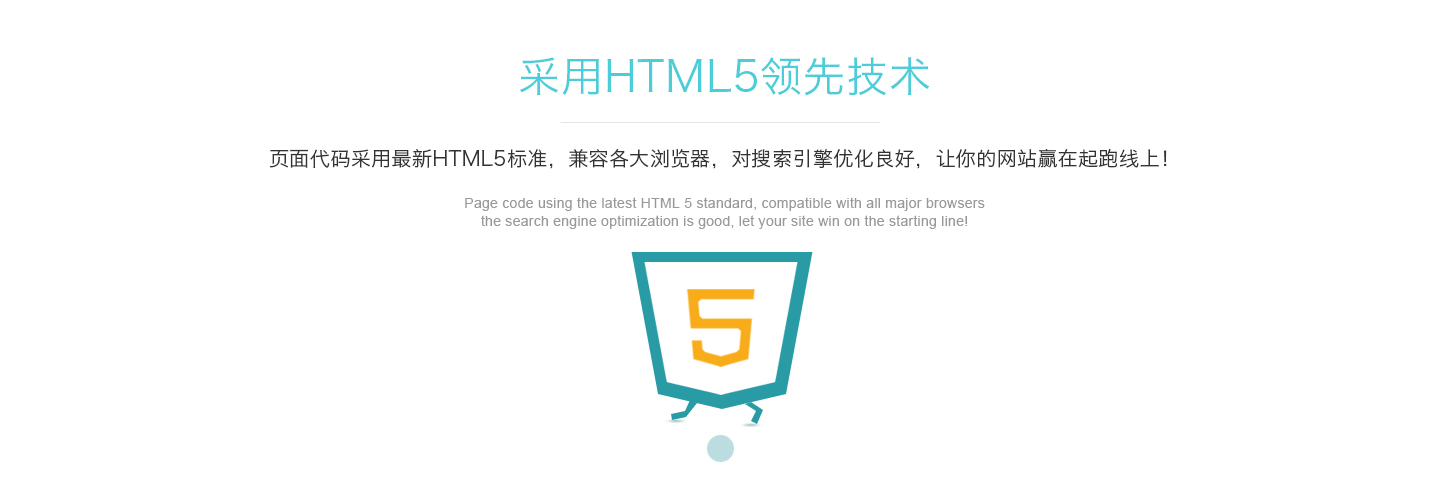 采用HTML5领先技术
页面代码采用最新HTML5标准，兼容各大浏览器，对搜索引擎优化良好，让你的网站赢在起跑线上！
Page code using the latest HTML 5 standard, compatible with all major browsers
the search engine optimization is good, let your site win on the starting line!
5